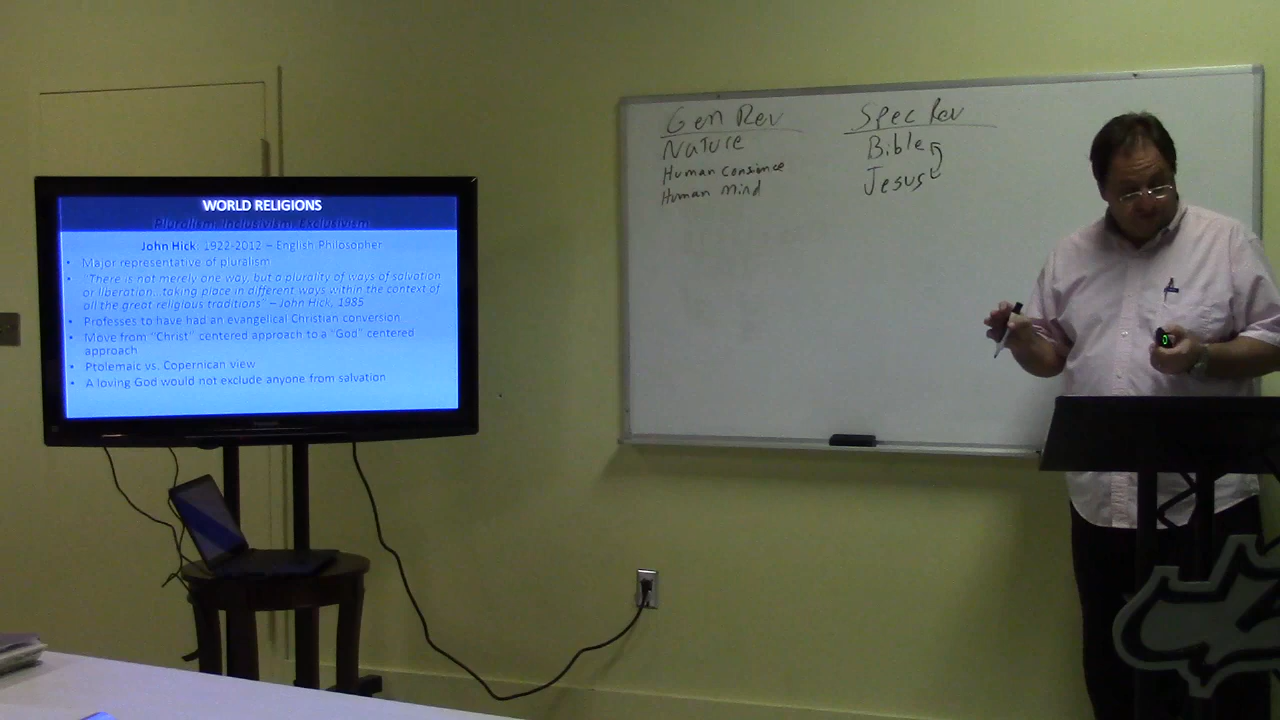 WORLD RELIGIONS
Pluralism, Inclusivism, Exclusivism
John Hick: 1922-2012 – English Philosopher
• Major representative of pluralism
• "There is not merely one way, but a plurality of ways of salvation
or liberation...taking place in different ways within the context of
all the great religious traditions" – John Hick, 1985
• Professes to have had an evangelical Christian conversion
• Move from "Christ" centered approach to a "God" centered
approach
• Ptolemaic vs. Copernican view
• A loving God would not exclude anyone from salvation
Gen Rev
Nature
Human Consience
Human Mind
Spec Rev
Bible
Jesus